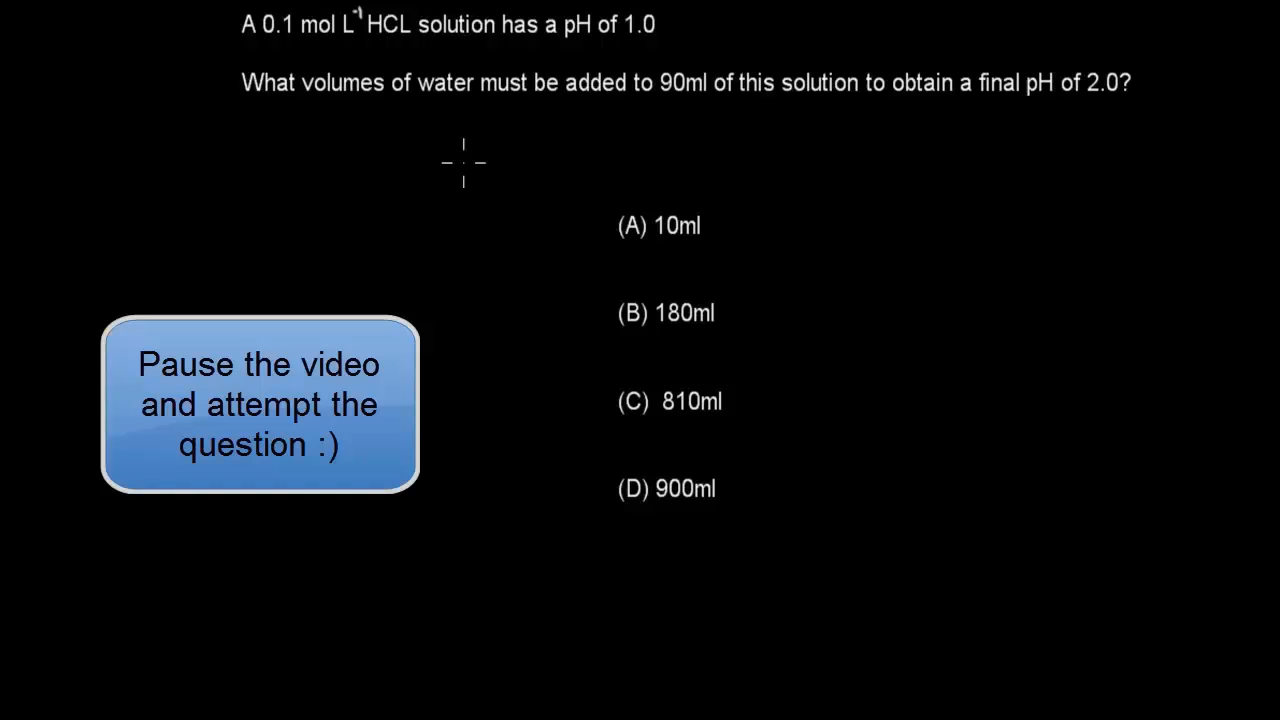 A 0.1 mol L⁻¹ HCL solution has a pH of 1.0
What volumes of water must be added to 90ml of this solution to obtain a final pH of 2.0?
(A) 10ml
(B) 180ml
Pause the video
and attempt the
question :)
(C) 810ml
(D) 900ml